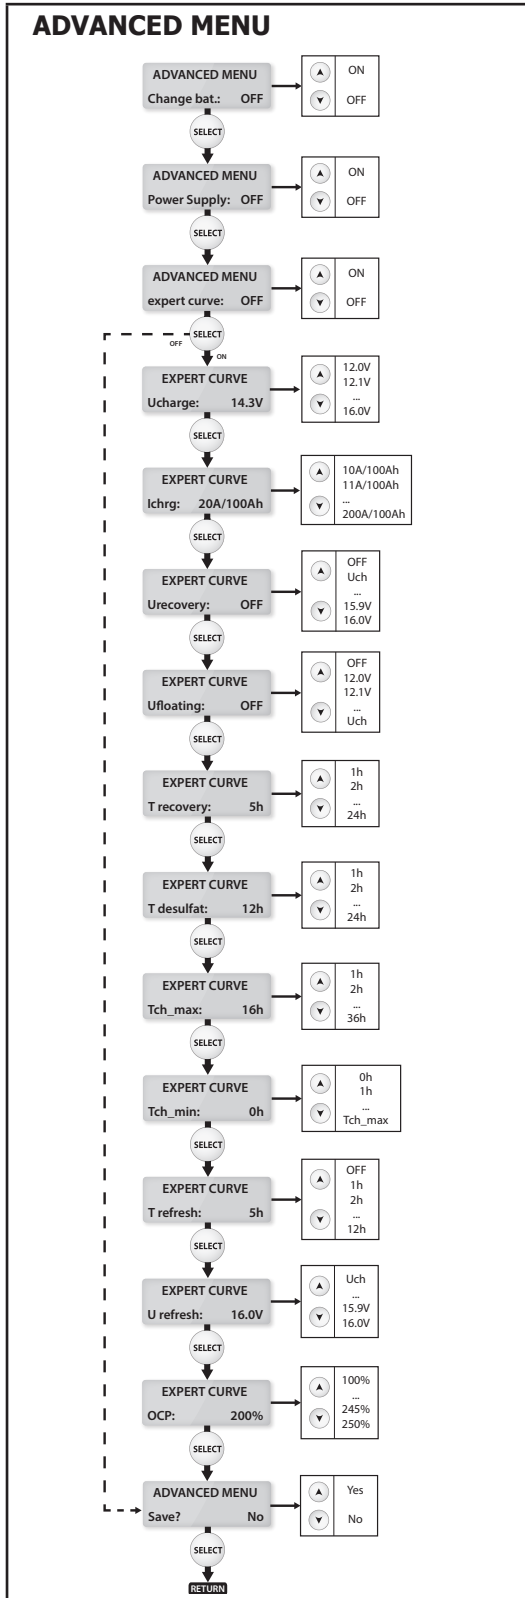 ADVANCED MENU
ADVANCED MENU
Change bat.: OFF
ON
OFF
SELECT
ADVANCED MENU
Power Supply: OFF
ON
OFF
SELECT
ADVANCED MENU
expert curve: OFF
ON
OFF
SELECT
OFF
ON
EXPERT CURVE
Ucharge: 14.3V
12.0V
12.1V
...
16.0V
SELECT
EXPERT CURVE
Ichrg: 20A/100Ah
10A/100Ah
11A/100Ah
...
200A/100Ah
SELECT
EXPERT CURVE
Urecovery: OFF
OFF
Uch
...
15.9V
16.0V
SELECT
EXPERT CURVE
Ufloating: OFF
OFF
12.0V
12.1V
...
Uch
SELECT
EXPERT CURVE
T recovery: 5h
1h
2h
...
24h
SELECT
EXPERT CURVE
T desulfat: 12h
1h
2h
...
24h
SELECT
EXPERT CURVE
Tch_max: 16h
1h
2h
...
36h
SELECT
EXPERT CURVE
Tch_min: 0h
0h
1h
...
Tch_max
SELECT
EXPERT CURVE
T refresh: 5h
OFF
1h
2h
...
12h
SELECT
EXPERT CURVE
U refresh: 16.0V
Uch
...
15.9V
16.0V
SELECT
EXPERT CURVE
OCP: 200%
100%
...
245%
250%
SELECT
ADVANCED MENU
Save? No
Yes
No
SELECT
RETURN